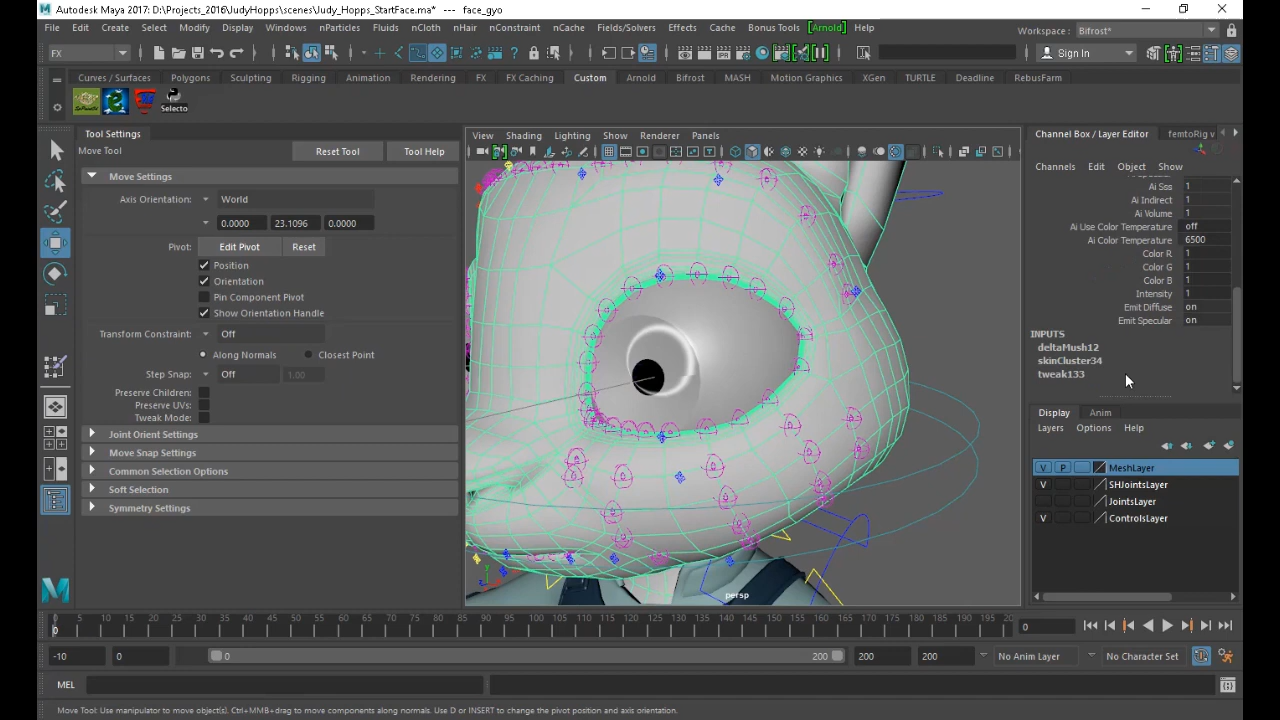 Autodesk Maya 2017: D:\Projects_2016\JudyHopps\scenes\Judy_Hopps_StartFace.ma* --- face_gyo
File Edit Create Select Modify Display Windows nParticles Fluids nCloth nHair nConstraint nCache Fields/Solvers Effects Cache Bonus Tools [Arnold] Help Workspace: Bifrost*
FX Sign In
Curves / Surfaces Polygons Sculpting Rigging Animation Rendering FX FX Caching Custom Arnold Bifrost MASH Motion Graphics XGen TURTLE Deadline RebusFarm
Selecto
Tool Settings
Move Tool Reset Tool Tool Help
Move Settings
Axis Orientation: World
0.0000 23.1096 0.0000
Pivot: Edit Pivot Reset
Position
Orientation
Pin Component Pivot
Show Orientation Handle
Transform Constraint: Off
Along Normals Closest Point
Step Snap: Off 1.00
Preserve Children:
Preserve UVs:
Tweak Mode:
Joint Orient Settings
Move Snap Settings
Common Selection Options
Soft Selection
Symmetry Settings
View Shading Lighting Show Renderer Panels
persp
Channel Box / Layer Editor femtoRig v
Channels Edit Object Show
Ai Sss 1
Ai Indirect 1
Ai Volume 1
Ai Use Color Temperature off
Ai Color Temperature 6500
Color R 1
Color G 1
Color B 1
Intensity 1
Emit Diffuse on
Emit Specular on
INPUTS
deltaMush12
skinCluster34
tweak133
Display Anim
Layers Options Help
V P MeshLayer
V SHJointsLayer
JointsLayer
V ControlsLayer
0 5 10 15 20 25 30 35 40 45 50 55 60 65 70 75 80 85 90 95 100 105 110 115 120 125 130 135 140 145 150 155 160 165 170 175 180 185 190 195 20
0 0
-10 0 0 200 200 200 No Anim Layer No Character Set
MEL
Move Tool: Use manipulator to move object(s). Ctrl+MMB+drag to move components along normals. Use D or INSERT to change the pivot position and axis orientation.